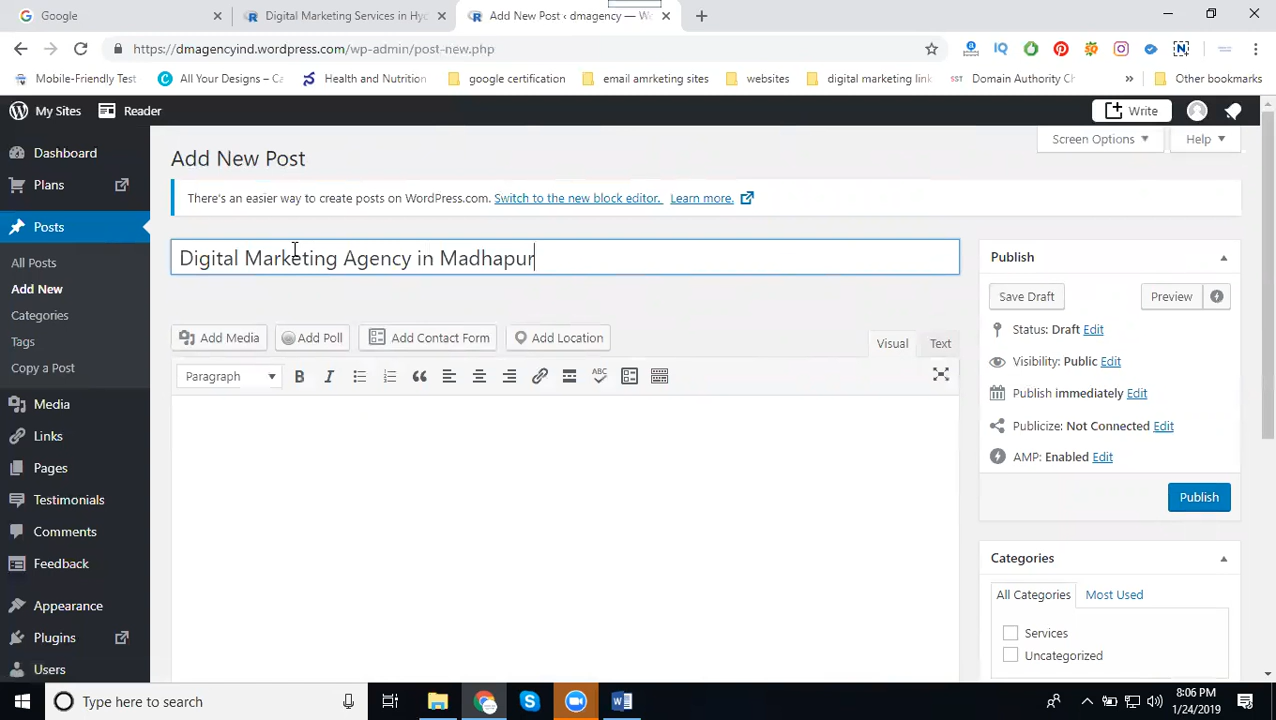 Google
Digital Marketing Services in Hyd
Add New Post ‹ dmagency — Wo
https://dmagencyind.wordpress.com/wp-admin/post-new.php
Mobile-Friendly Test
All Your Designs – Ca
Health and Nutrition
google certification
email amrketing sites
websites
digital marketing link
SST
Domain Authority Ch
»
Other bookmarks
My Sites
Reader
Write
Dashboard
Plans
Posts
All Posts
Add New
Categories
Tags
Copy a Post
Media
Links
Pages
Testimonials
Comments
Feedback
Appearance
Plugins
Users
Screen Options
Help
Add New Post
There's an easier way to create posts on WordPress.com. Switch to the new block editor. Learn more.
Digital Marketing Agency in Madhapur
Add Media
Add Poll
Add Contact Form
Add Location
Visual
Text
Paragraph
B
I
ABC
Publish
Save Draft
Preview
Status: Draft Edit
Visibility: Public Edit
Publish immediately Edit
Publicize: Not Connected Edit
AMP: Enabled Edit
Publish
Categories
All Categories
Most Used
Services
Uncategorized
Type here to search
8:06 PM
1/24/2019